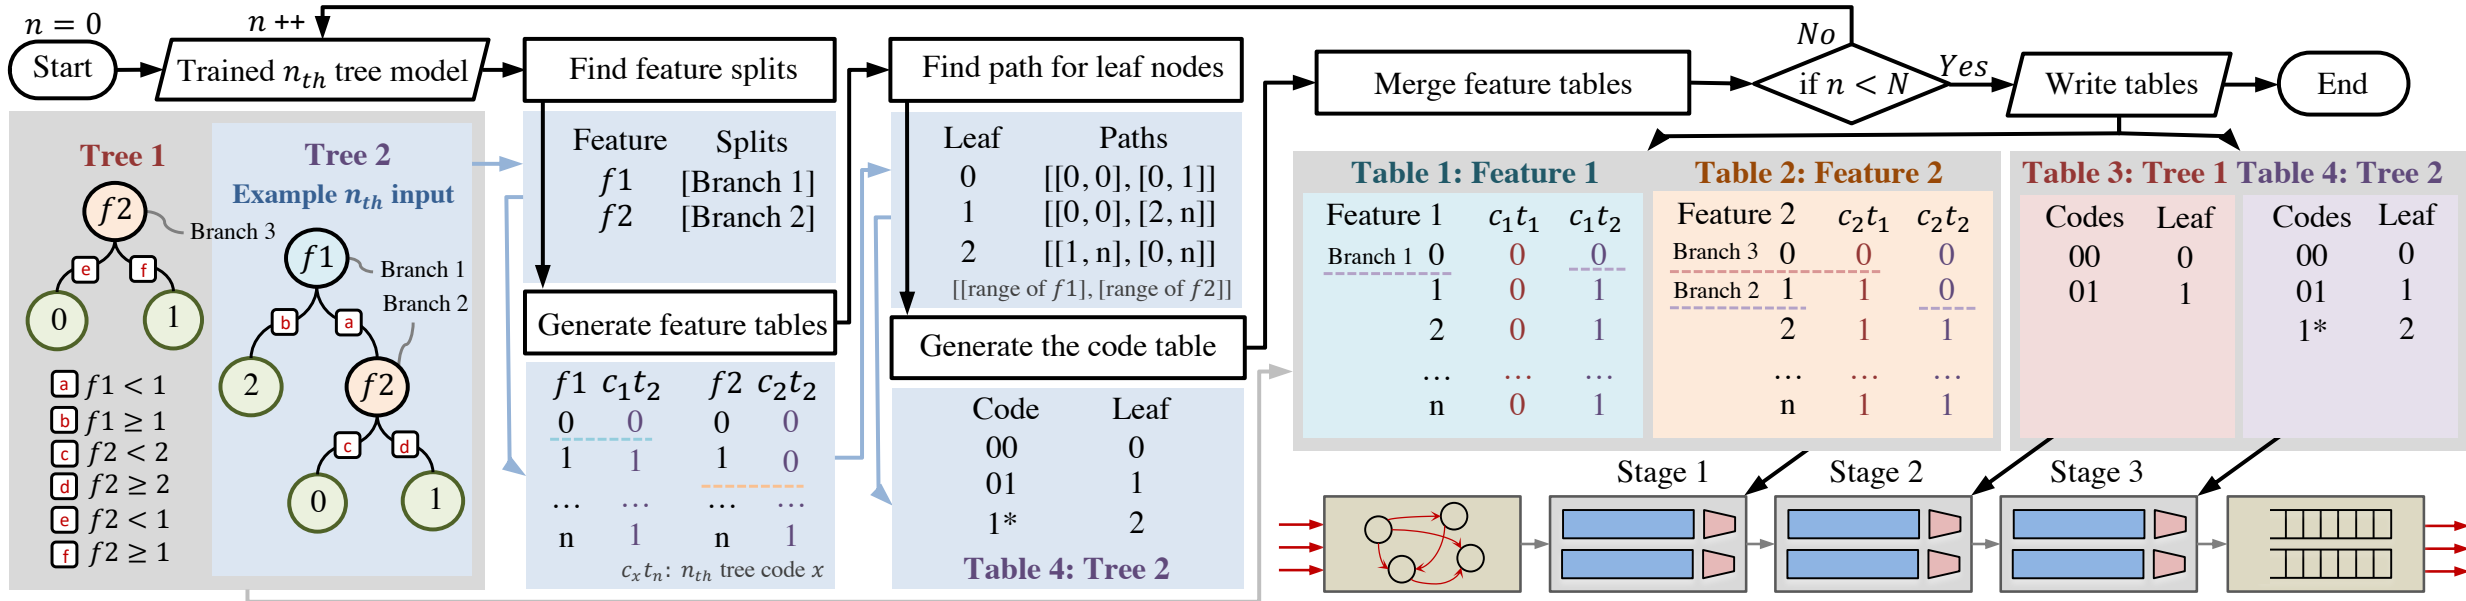 n = 0
Start
n ++
Trained n_th tree model
Find feature splits
Find path for leaf nodes
Merge feature tables
No
if n < N
Yes
Write tables
End
Tree 1
f2
Branch 3
e
f
0
1
a f1 < 1
b f1 ≥ 1
c f2 < 2
d f2 ≥ 2
e f2 < 1
f f2 ≥ 1
Tree 2
Example n_th input
f1
Branch 1
Branch 2
b
a
2
f2
c
d
0
1
Feature Splits
f1 [Branch 1]
f2 [Branch 2]
Generate feature tables
f1 c₁t₂ f2 c₂t₂
0 0 0 0
1 1 1 0
... ... ... ...
n 1 n 1
c_x t_n: n_th tree code x
Leaf Paths
0 [[0, 0], [0, 1]]
1 [[0, 0], [2, n]]
2 [[1, n], [0, n]]
[[range of f1], [range of f2]]
Generate the code table
Code Leaf
00 0
01 1
1* 2
Table 4: Tree 2
Table 1: Feature 1
Feature 1 c₁t₁ c₁t₂
Branch 1 0 0 0
1 0 1
2 0 1
... ... ...
n 0 1
Table 2: Feature 2
Feature 2 c₂t₁ c₂t₂
Branch 3 0 0 0
Branch 2 1 1 0
2 1 1
... ... ...
n 1 1
Table 3: Tree 1
Codes Leaf
00 0
01 1
Table 4: Tree 2
Codes Leaf
00 0
01 1
1* 2
Stage 1
Stage 2
Stage 3